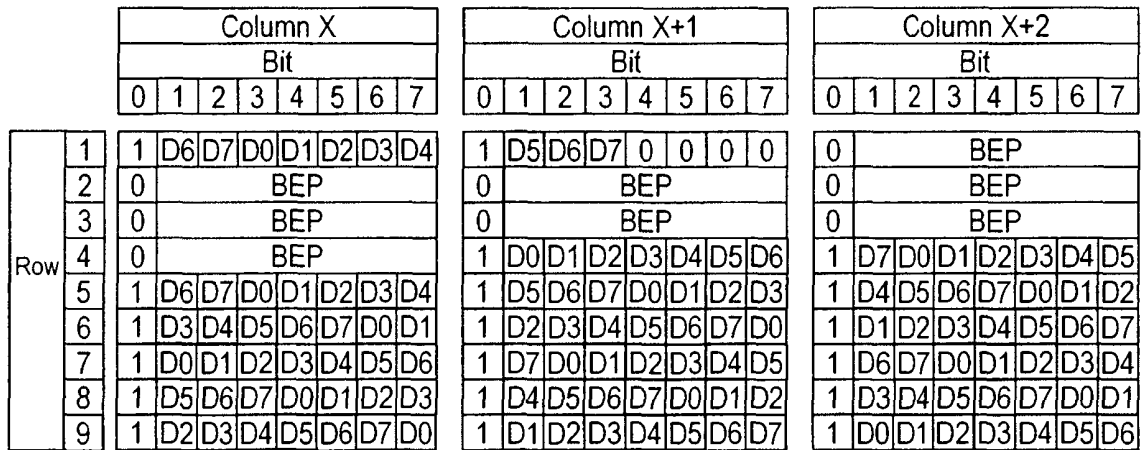 Column X Column X+1 Column X+2
Bit Bit Bit
0 1 2 3 4 5 6 7 0 1 2 3 4 5 6 7 0 1 2 3 4 5 6 7
1 1 D6 D7 D0 D1 D2 D3 D4 1 D5 D6 D7 0 0 0 0 0 BEP
2 0 BEP 0 BEP 0 BEP
3 0 BEP 0 BEP 0 BEP
Row 4 0 BEP 1 D0 D1 D2 D3 D4 D5 D6 1 D7 D0 D1 D2 D3 D4 D5
5 1 D6 D7 D0 D1 D2 D3 D4 1 D5 D6 D7 D0 D1 D2 D3 1 D4 D5 D6 D7 D0 D1 D2
6 1 D3 D4 D5 D6 D7 D0 D1 1 D2 D3 D4 D5 D6 D7 D0 1 D1 D2 D3 D4 D5 D6 D7
7 1 D0 D1 D2 D3 D4 D5 D6 1 D7 D0 D1 D2 D3 D4 D5 1 D6 D7 D0 D1 D2 D3 D4
8 1 D5 D6 D7 D0 D1 D2 D3 1 D4 D5 D6 D7 D0 D1 D2 1 D3 D4 D5 D6 D7 D0 D1
9 1 D2 D3 D4 D5 D6 D7 D0 1 D1 D2 D3 D4 D5 D6 D7 1 D0 D1 D2 D3 D4 D5 D6